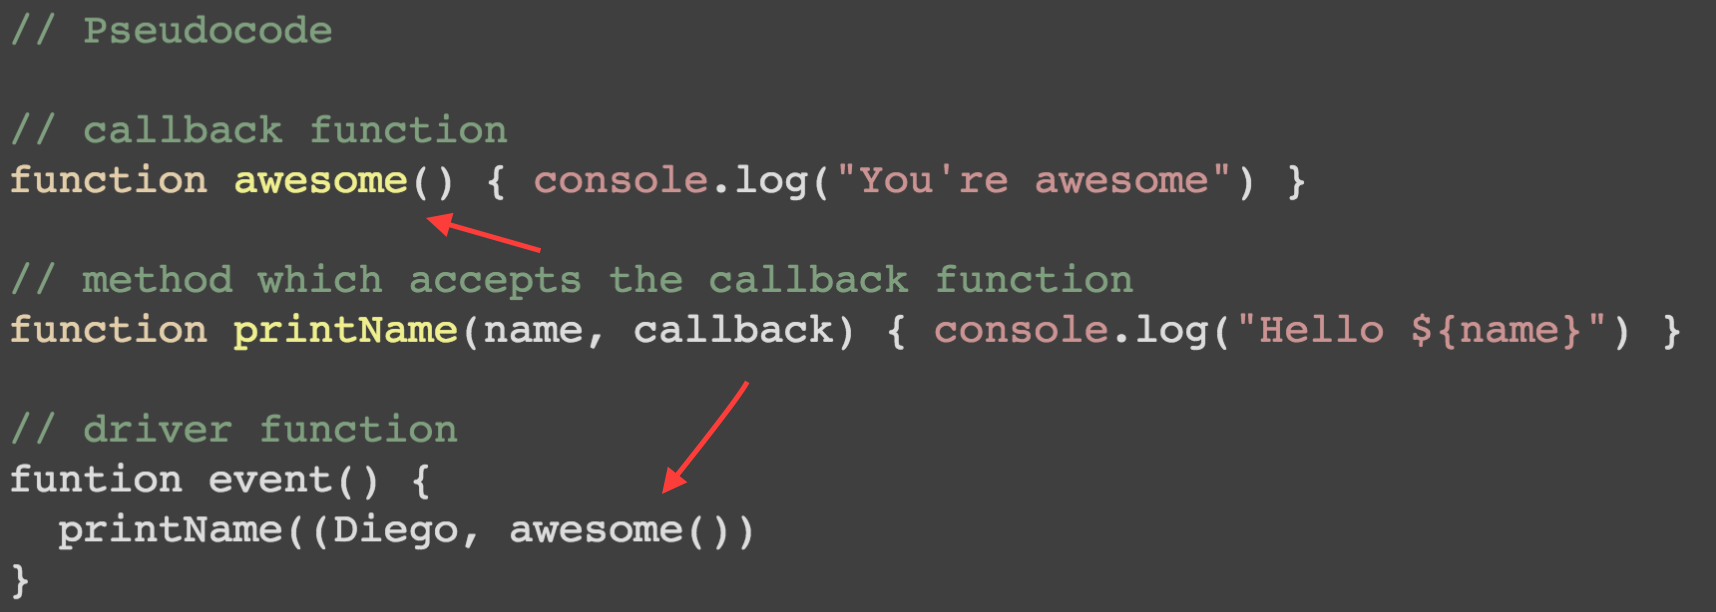 // Pseudocode
// callback function
function awesome() { console.log("You're awesome") }
// method which accepts the callback function
function printName(name, callback) { console.log("Hello ${name}") }
// driver function
funtion event() {
printName((Diego, awesome())
}